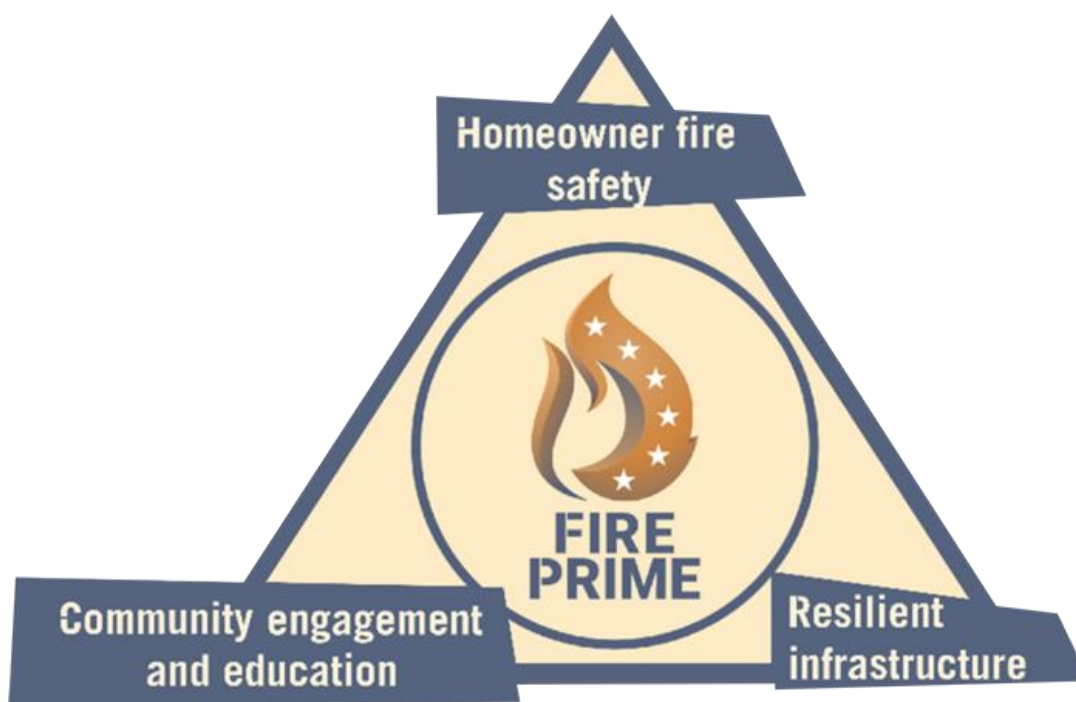 Homeowner fire
safety
FIRE
PRIME
Community engagement
and education
Resilient
infrastructure